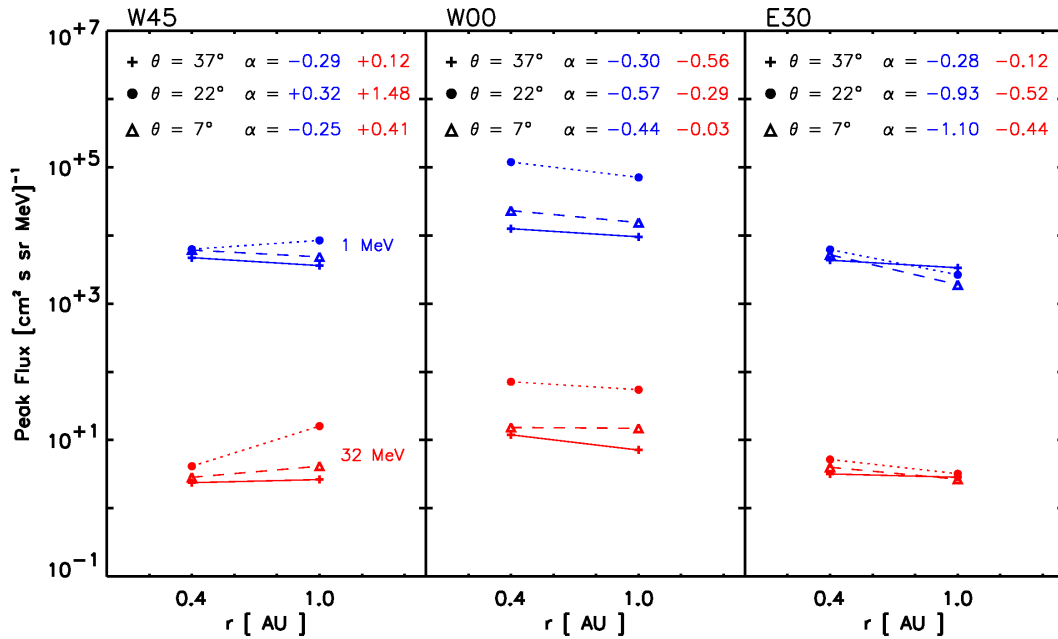 W45 W00 E30
10+7
θ = 37° α = −0.29 +0.12
θ = 22° α = +0.32 +1.48
θ = 7° α = −0.25 +0.41
θ = 37° α = −0.30 −0.56
θ = 22° α = −0.57 −0.29
θ = 7° α = −0.44 −0.03
θ = 37° α = −0.28 −0.12
θ = 22° α = −0.93 −0.52
θ = 7° α = −1.10 −0.44
10+5
10+3
10+1
10−1
Peak Flux [cm² s sr MeV]⁻¹
1 MeV
32 MeV
0.4 1.0 0.4 1.0 0.4 1.0
r [ AU ] r [ AU ] r [ AU ]